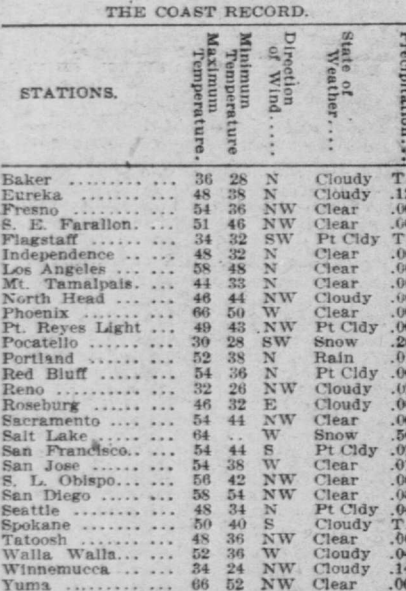 THE COAST RECORD.
STATIONS.
Maximum Temperature.
Minimum Temperature
Direction of Wind.....
State of Weather....
Baker ......... ... 36 28 N Cloudy T
Eureka ........ ... 48 38 N Cloudy
Fresno ........ ... 54 36 NW Clear
S. E. Farallon. ... 51 46 NW Clear
Flagstaff ..... ... 34 32 SW Pt Cldy T
Independence .. ... 48 32 N Clear
Los Angeles ... ... 58 48 N Clear
Mt. Tamalpais. ... 44 33 N Clear
North Head .... ... 46 44 NW Cloudy
Phoenix ....... ... 66 50 W Clear
Pt. Reyes Light ... 49 43 .NW Pt Cldy
Pocatello ..... ... 30 28 SW Snow
Portland ...... ... 52 38 N Rain
Red Bluff ..... ... 54 36 N Pt Cldy
Reno .......... ... 32 26 NW Cloudy
Roseburg ...... ... 46 32 E Cloudy
Sacramento .... ... 54 44 NW Clear
Salt Lake ..... ... 64 .. W Snow
San Francisco.. ... 54 44 S Pt Cldy
San Jose ...... ... 54 38 W Clear
S. L. Obispo... ... 56 42 NW Clear
San Diego ..... ... 58 54 NW Clear
Seattle ....... ... 48 34 N Pt Cldy
Spokane ....... ... 50 40 S Cloudy T
Tatoosh ....... ... 48 36 NW Clear
Walla Walla... ... 52 36 W Cloudy
Winnemucca .... ... 34 24 NW Cloudy
Yuma .......... ... 66 52 NW Clear